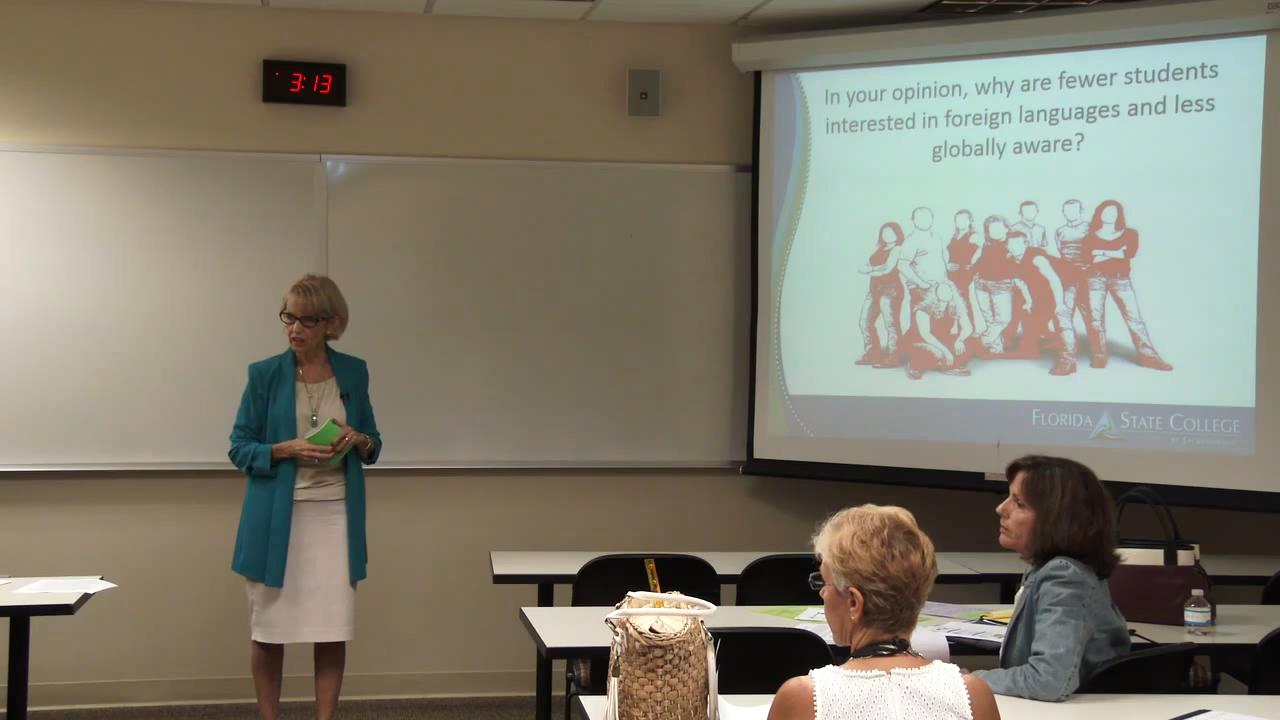 3:13
In your opinion, why are fewer students
interested in foreign languages and less
globally aware?
FLORIDA STATE COLLEGE